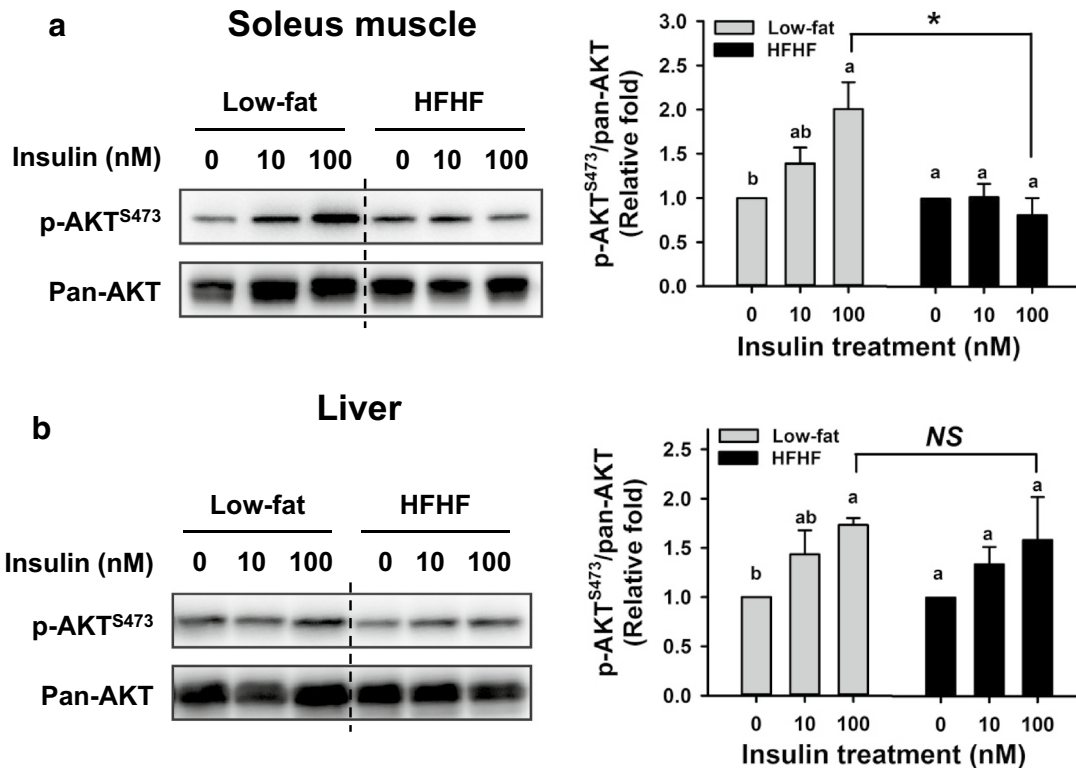 a
Soleus muscle
Low-fat HFHF
Insulin (nM) 0 10 100 0 10 100
p-AKTS473
Pan-AKT
p-AKTS473/pan-AKT
(Relative fold)
3.0
2.5
2.0
1.5
1.0
0.5
0.0
Low-fat
HFHF
*
b ab a a a a
0 10 100 0 10 100
Insulin treatment (nM)
b
Liver
Low-fat HFHF
Insulin (nM) 0 10 100 0 10 100
p-AKTS473
Pan-AKT
p-AKTS473/pan-AKT
(Relative fold)
2.5
2.0
1.5
1.0
0.5
0.0
Low-fat
HFHF
NS
b ab a a a a
0 10 100 0 10 100
Insulin treatment (nM)